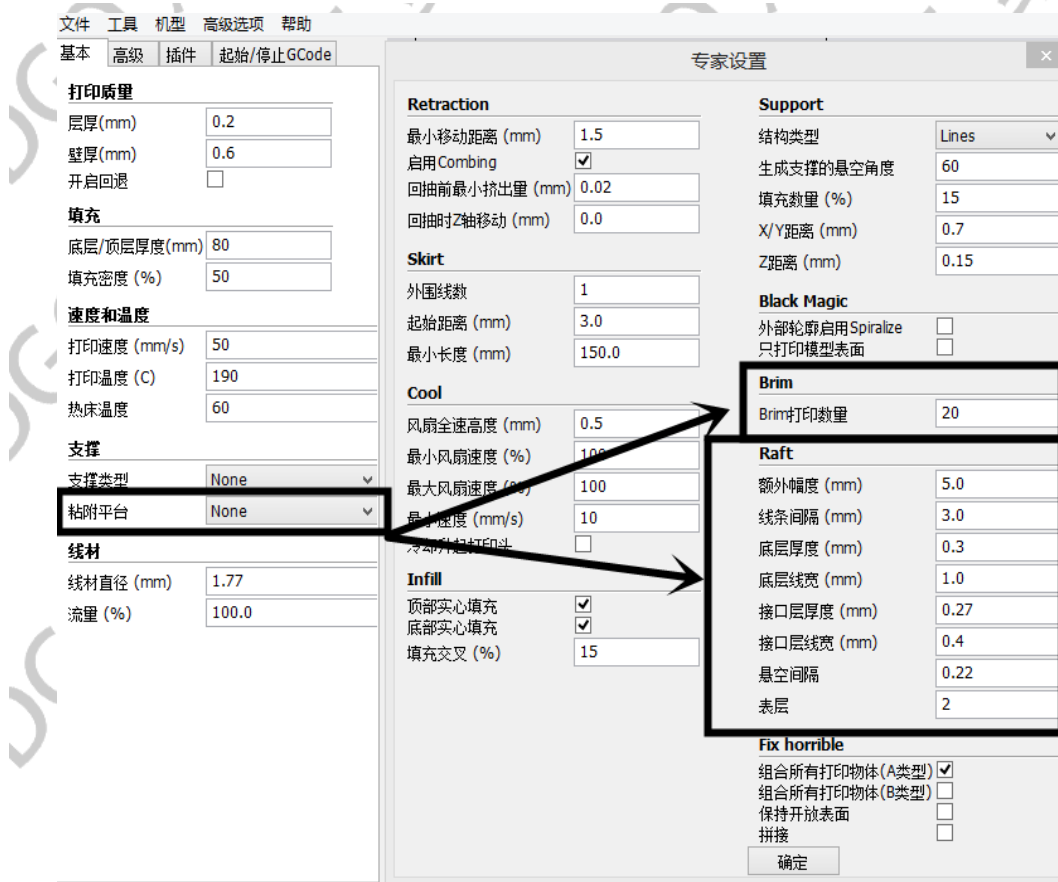 文件 工具 机型 高级选项 帮助
基本 高级 插件 起始/停止GCode
打印质量
层厚(mm) 0.2
壁厚(mm) 0.6
开启回退
填充
底层/顶层厚度(mm) 80
填充密度 (%) 50
速度和温度
打印速度 (mm/s) 50
打印温度 (C) 190
热床温度 60
支撑
支撑类型 None
粘附平台 None
线材
线材直径 (mm) 1.77
流量 (%) 100.0
专家设置
Retraction
最小移动距离 (mm) 1.5
启用Combing
回抽前最小挤出量 (mm) 0.02
回抽时Z轴移动 (mm) 0.0
Skirt
外围线数 1
起始距离 (mm) 3.0
最小长度 (mm) 150.0
Cool
风扇全速高度 (mm) 0.5
最小风扇速度 (%) 100
最大风扇速度 (%) 100
最小速度 (mm/s) 10
冷却升起打印头
Infill
顶部实心填充
底部实心填充
填充交叉 (%) 15
Support
结构类型 Lines
生成支撑的悬空角度 60
填充数量 (%) 15
X/Y距离 (mm) 0.7
Z距离 (mm) 0.15
Black Magic
外部轮廓启用Spiralize
只打印模型表面
Brim
Brim打印数量 20
Raft
额外幅度 (mm) 5.0
线条间隔 (mm) 3.0
底层厚度 (mm) 0.3
底层线宽 (mm) 1.0
接口层厚度 (mm) 0.27
接口层线宽 (mm) 0.4
悬空间隔 0.22
表层 2
Fix horrible
组合所有打印物体(A类型)
组合所有打印物体(B类型)
保持开放表面
拼接
确定